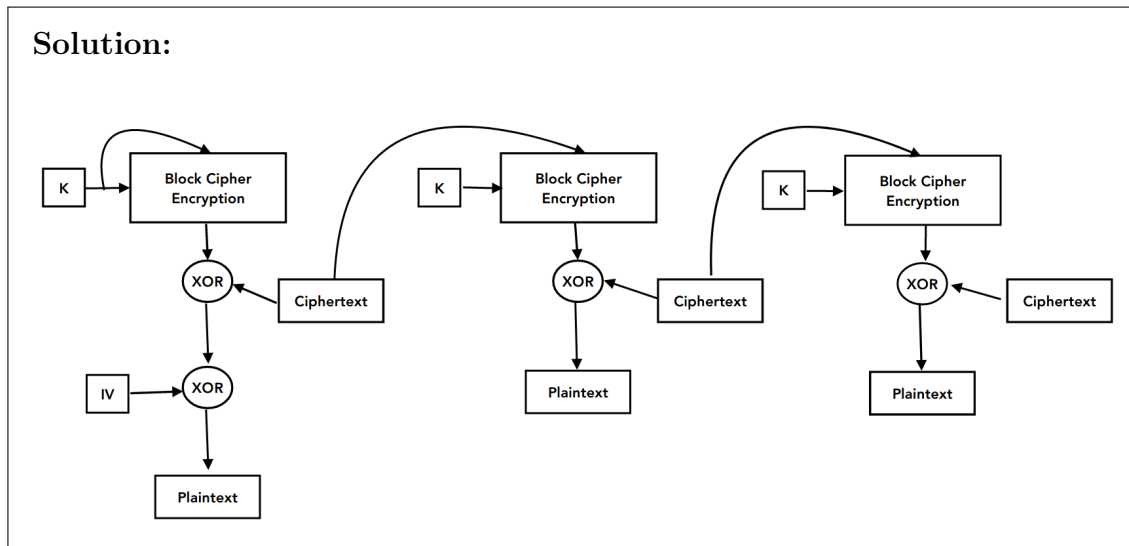 Solution:
K
Block Cipher
Encryption
K
Block Cipher
Encryption
K
Block Cipher
Encryption
XOR
Ciphertext
XOR
Ciphertext
XOR
Ciphertext
IV
XOR
Plaintext
Plaintext
Plaintext